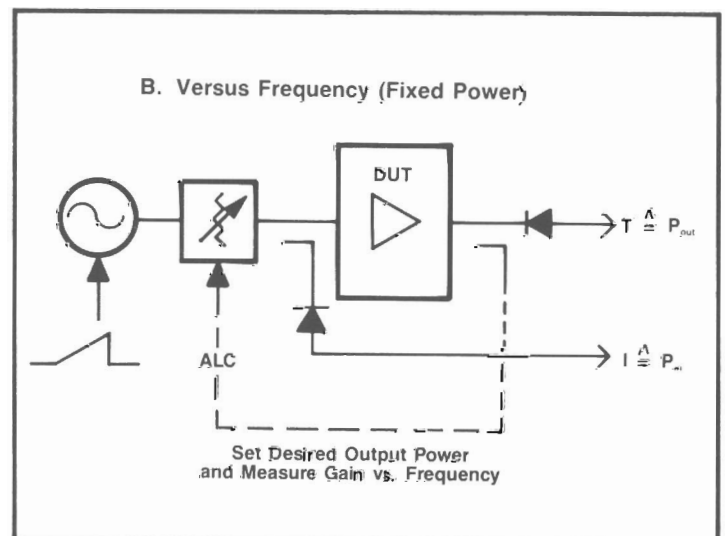 B. Versus Frequency (Fixed Power)
DUT
T ≙ Pout
ALC
I ≙ Pin
Set Desired Output Power
and Measure Gain vs. Frequency